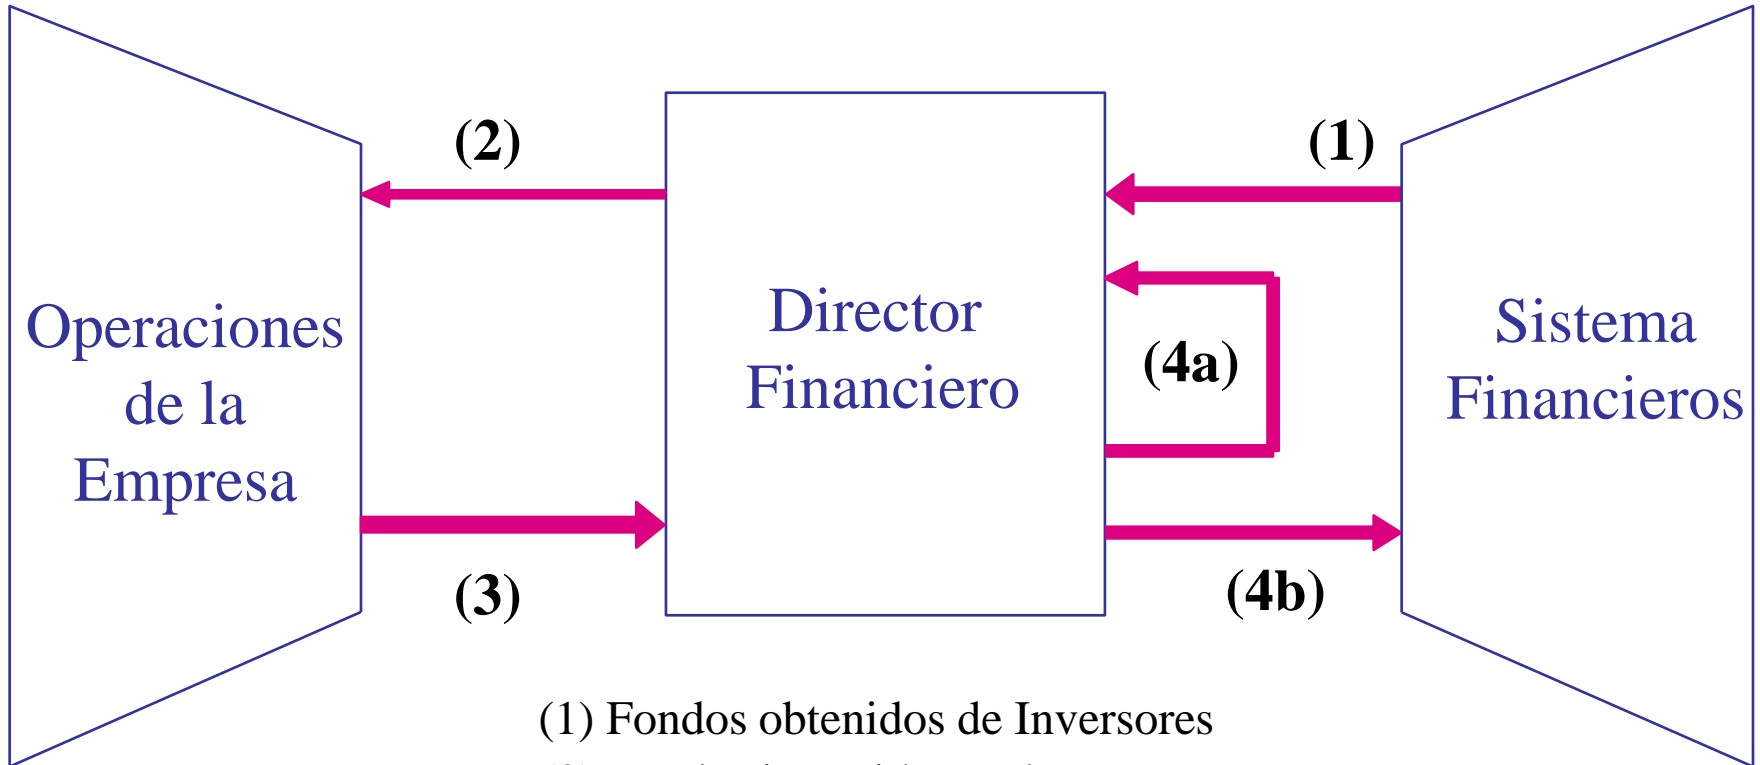 (2)
(1)
Operaciones
de la
Empresa
Director
Financiero
(4a)
Sistema
Financieros
(3)
(4b)
(1) Fondos obtenidos de Inversores